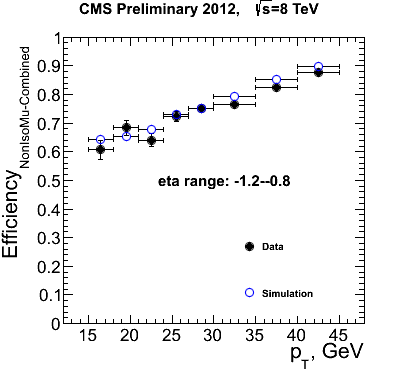 CMS Preliminary 2012, √s=8 TeV
Efficiency NonIsoMu-Combined
1
0.9
0.8
0.7
0.6
0.5
0.4
0.3
0.2
0.1
0
eta range: -1.2--0.8
Data
Simulation
15 20 25 30 35 40 45
p_T, GeV